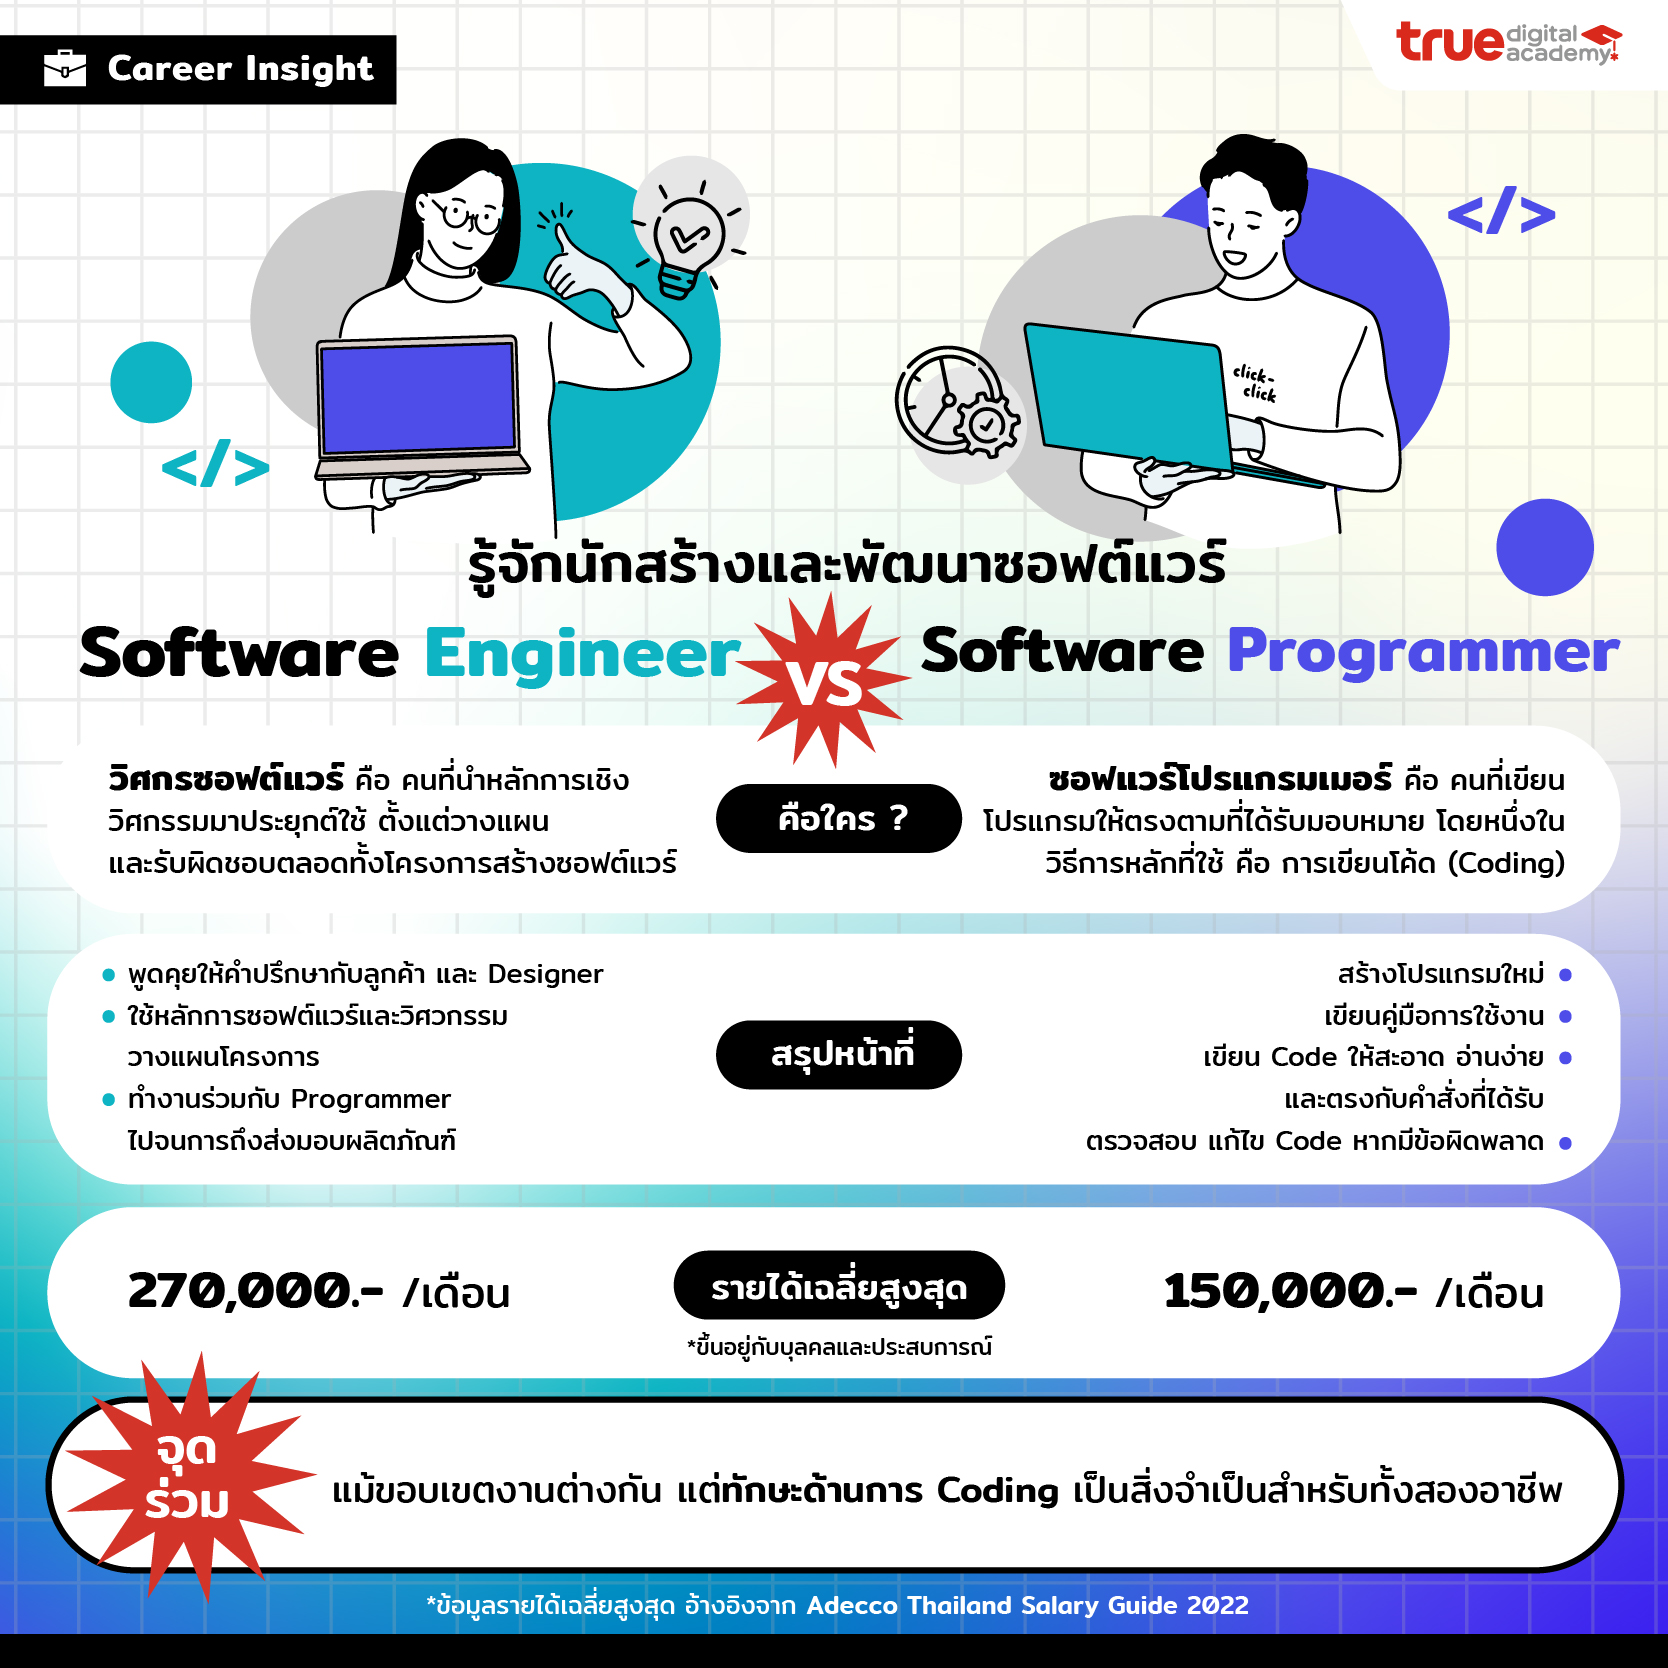 Career Insight
true digital academy
click-
click
</>
</>
รู้จักนักสร้างและพัฒนาซอฟต์แวร์
Software Engineer
VS
Software Programmer
วิศกรซอฟต์แวร์ คือ คนที่นำหลักการเชิง
วิศกรรมมาประยุกต์ใช้ ตั้งแต่วางแผน
และรับผิดชอบตลอดทั้งโครงการสร้างซอฟต์แวร์
คือใคร ?
ซอฟแวร์โปรแกรมเมอร์ คือ คนที่เขียน
โปรแกรมให้ตรงตามที่ได้รับมอบหมาย โดยหนึ่งใน
วิธีการหลักที่ใช้ คือ การเขียนโค้ด (Coding)
พูดคุยให้คำปรึกษากับลูกค้า และ Designer
ใช้หลักการซอฟต์แวร์และวิศวกรรม
วางแผนโครงการ
ทำงานร่วมกับ Programmer
ไปจนการถึงส่งมอบผลิตภัณฑ์
สรุปหน้าที่
สร้างโปรแกรมใหม่
เขียนคู่มือการใช้งาน
เขียน Code ให้สะอาด อ่านง่าย
และตรงกับคำสั่งที่ได้รับ
ตรวจสอบ แก้ไข Code หากมีข้อผิดพลาด
270,000.- /เดือน
รายได้เฉลี่ยสูงสุด
*ขึ้นอยู่กับบุคคลและประสบการณ์
150,000.- /เดือน
จุด
ร่วม
แม้ขอบเขตงานต่างกัน แต่ทักษะด้านการ Coding เป็นสิ่งจำเป็นสำหรับทั้งสองอาชีพ
*ข้อมูลรายได้เฉลี่ยสูงสุด อ้างอิงจาก Adecco Thailand Salary Guide 2022